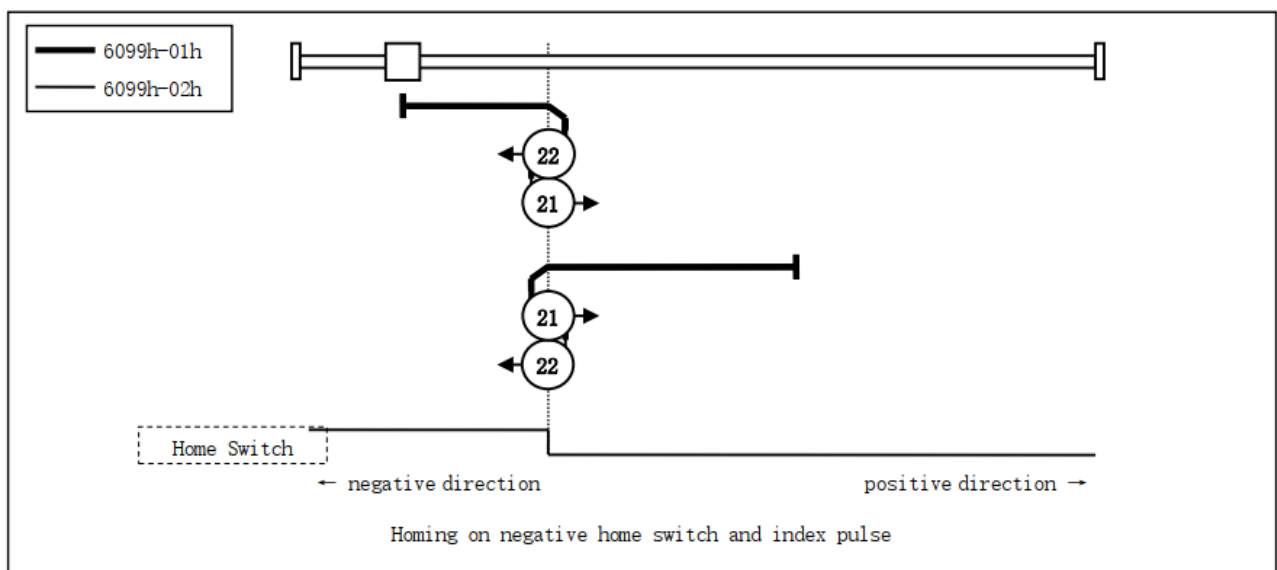 6099h-01h
6099h-02h
22
21
21
22
Home Switch
← negative direction
positive direction →
Homing on negative home switch and index pulse